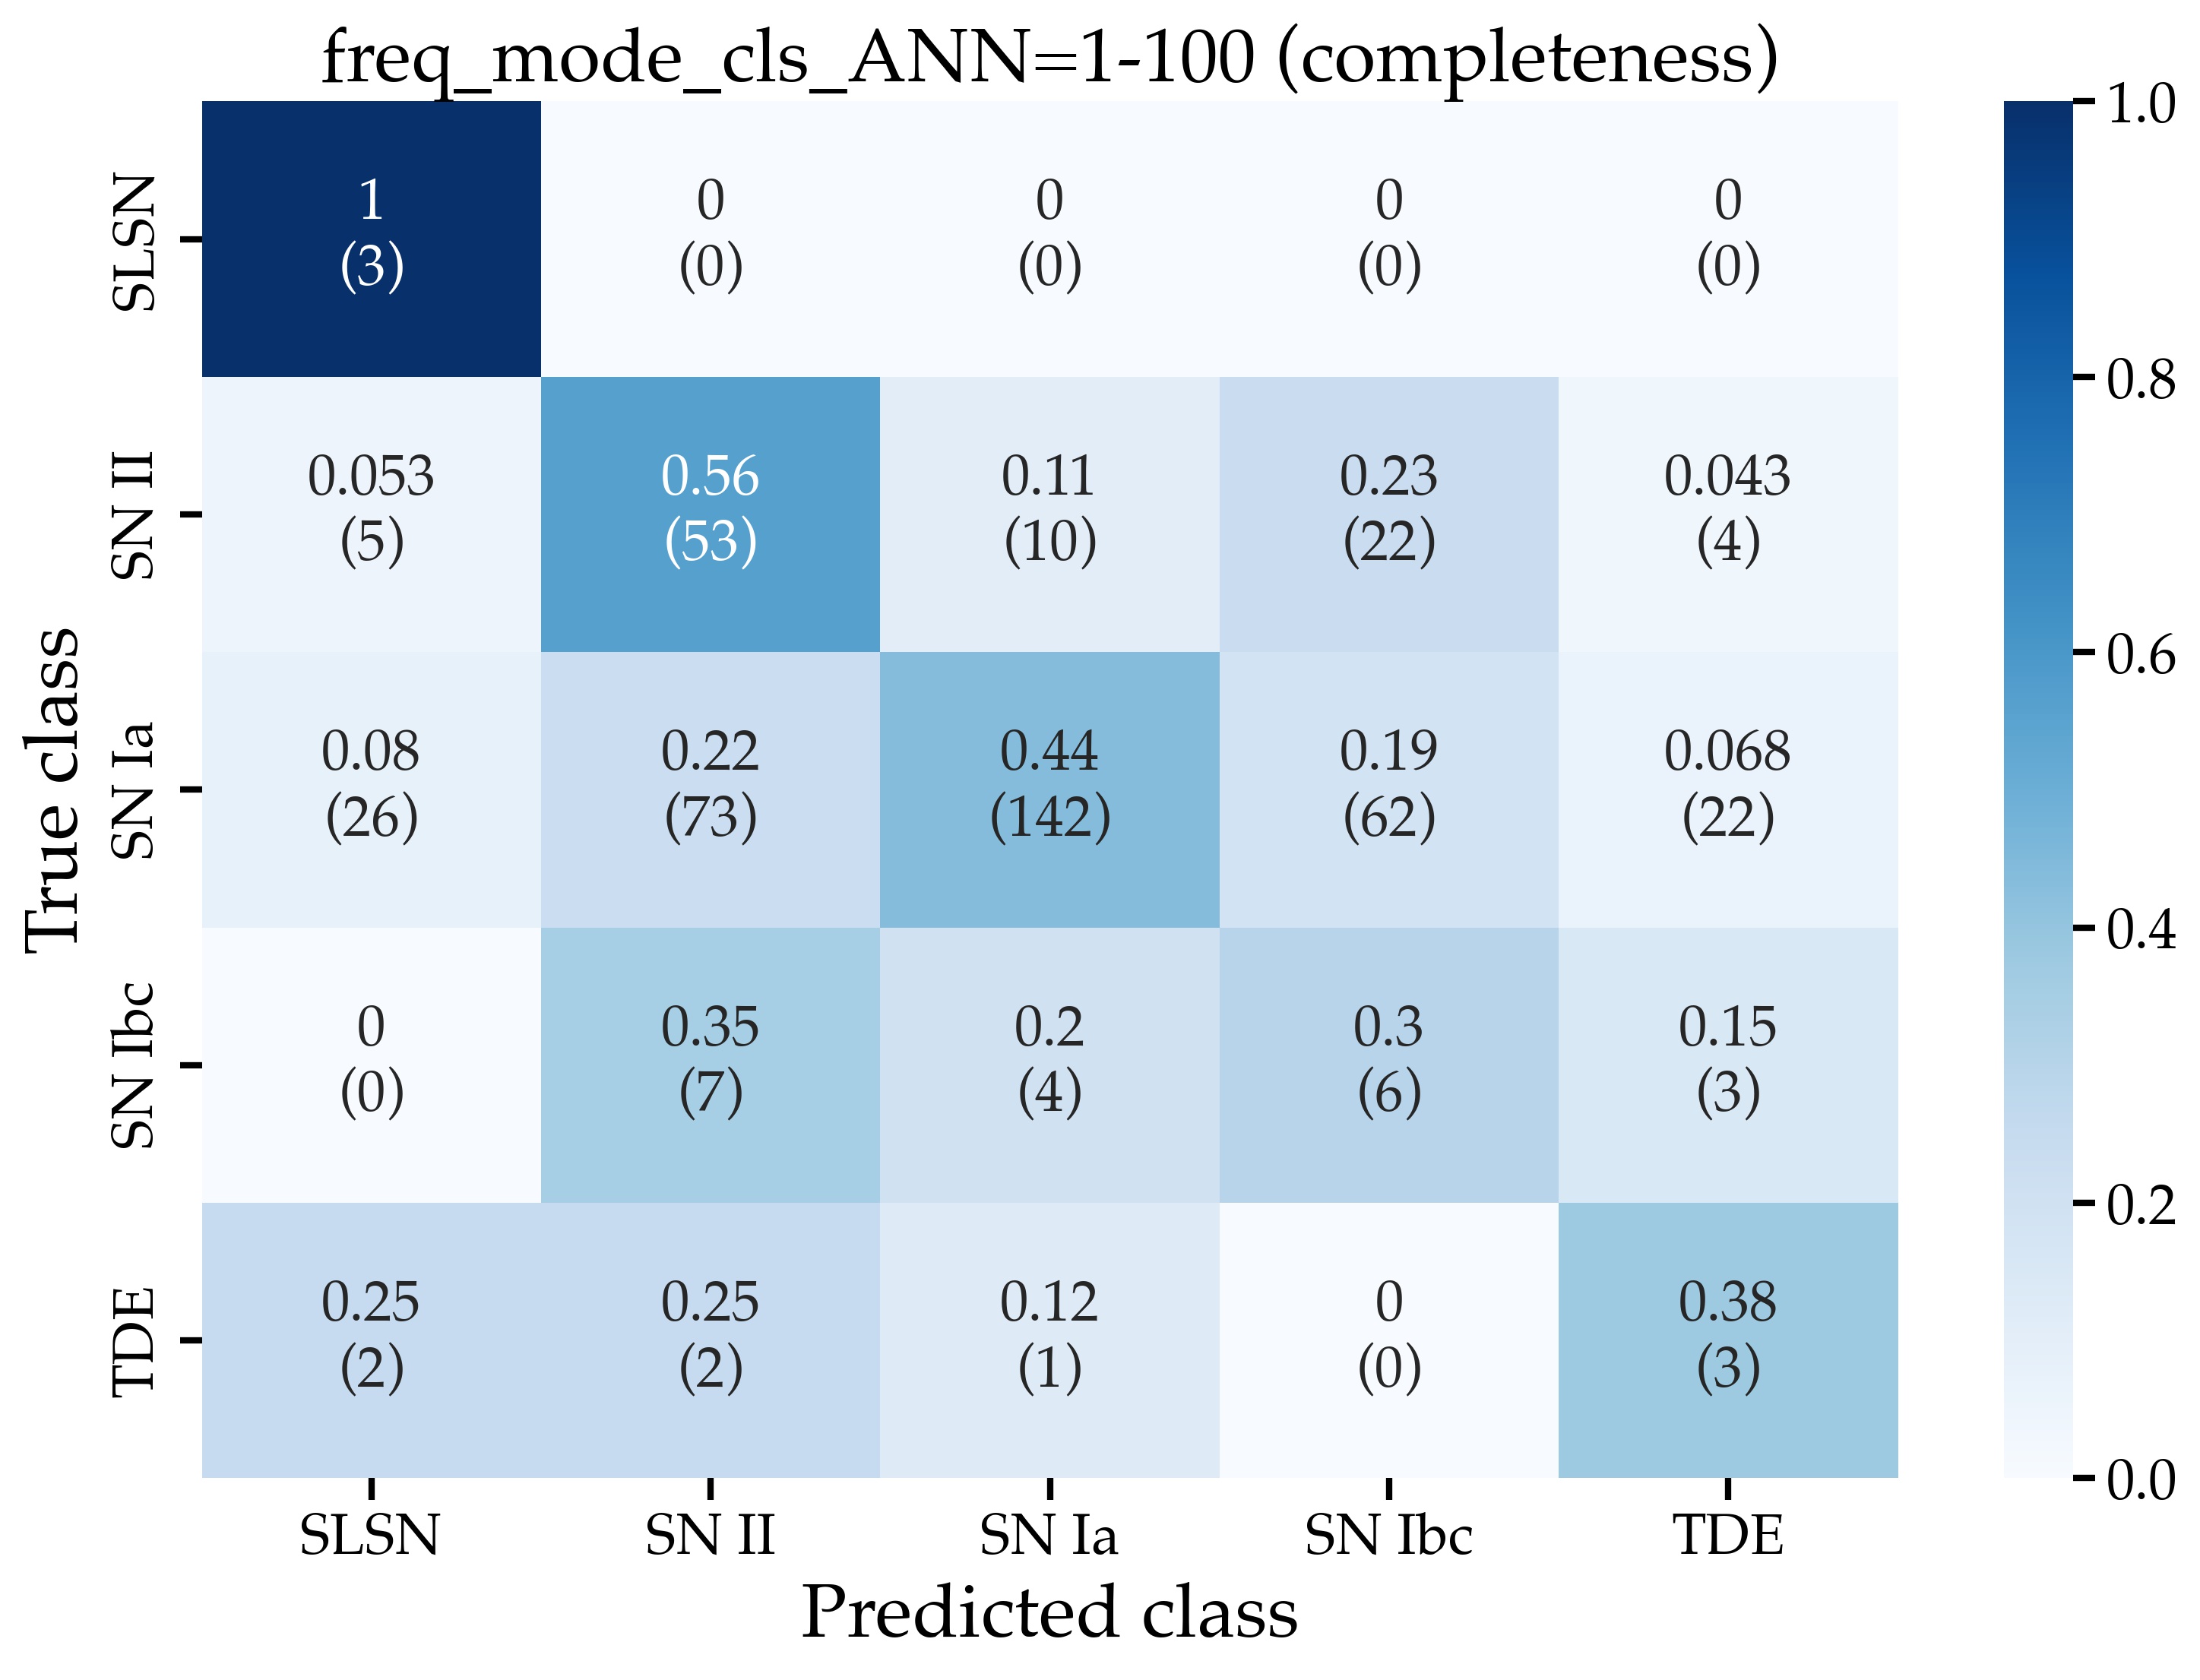 freq_mode_cls_ANN=1-100 (completeness)
True class
SLSN
1 0 0 0 0
(3) (0) (0) (0) (0)
SN II
0.053 0.56 0.11 0.23 0.043
(5) (53) (10) (22) (4)
SN Ia
0.08 0.22 0.44 0.19 0.068
(26) (73) (142) (62) (22)
SN Ibc
0 0.35 0.2 0.3 0.15
(0) (7) (4) (6) (3)
TDE
0.25 0.25 0.12 0 0.38
(2) (2) (1) (0) (3)
SLSN SN II SN Ia SN Ibc TDE
Predicted class
1.0
0.8
0.6
0.4
0.2
0.0